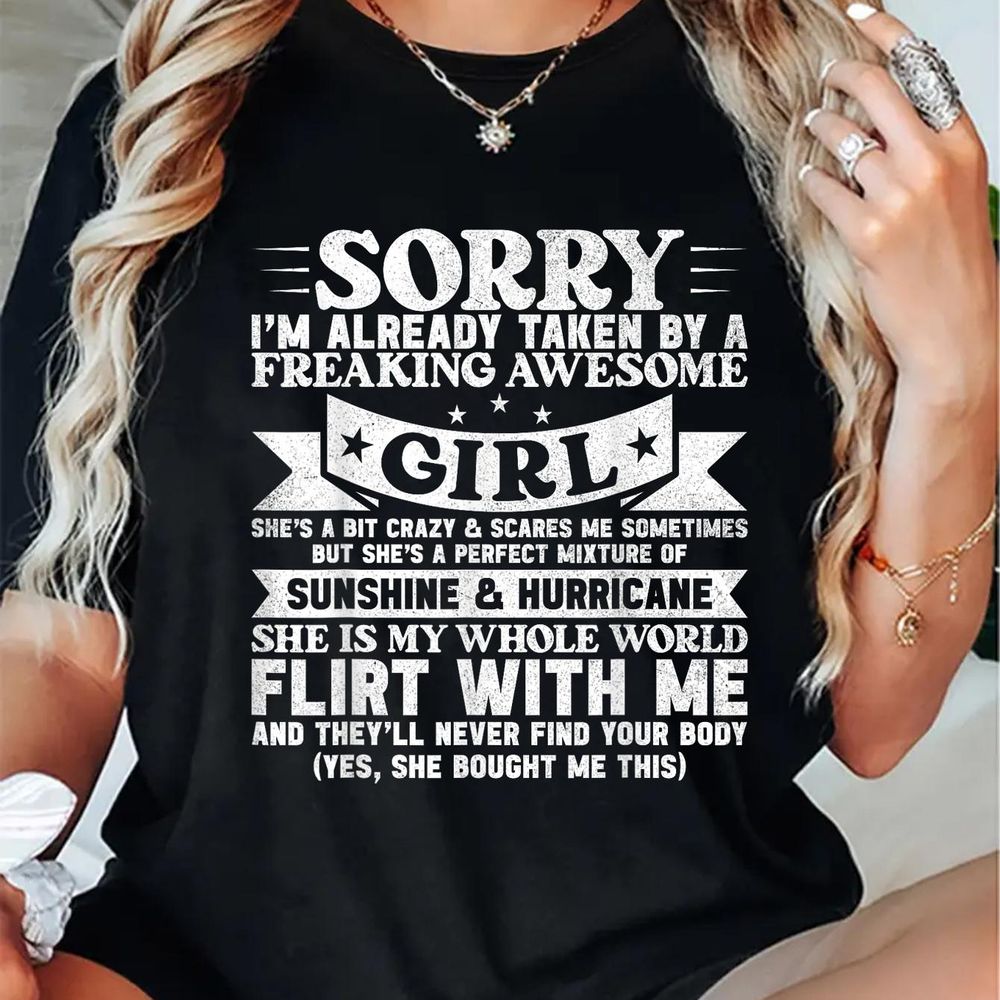 SORRY
I'M ALREADY TAKEN BY A
FREAKING AWESOME
GIRL
SHE'S A BIT CRAZY & SCARES ME SOMETIMES
BUT SHE'S A PERFECT MIXTURE OF
SUNSHINE & HURRICANE
SHE IS MY WHOLE WORLD
FLIRT WITH ME
AND THEY'LL NEVER FIND YOUR BODY
(YES, SHE BOUGHT ME THIS)